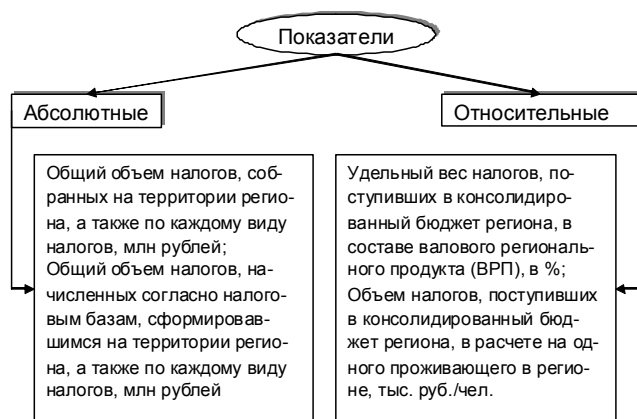 Показатели
Абсолютные
Относительные
Общий объем налогов, соб-
ранных на территории регио-
на, а также по каждому виду
налогов, млн рублей;
Общий объем налогов, на-
численных согласно налого-
вым базам, сформировав-
шимся на территории регио-
на, а также по каждому виду
налогов, млн рублей
Удельный вес налогов, по-
ступивших в консолидиро-
ванный бюджет региона, в
составе валового региональ-
ного продукта (ВРП), в %;
Объем налогов, поступивших
в консолидированный бюд-
жет региона, в расчете на од-
ного проживающего в регио-
не, тыс. руб./чел.